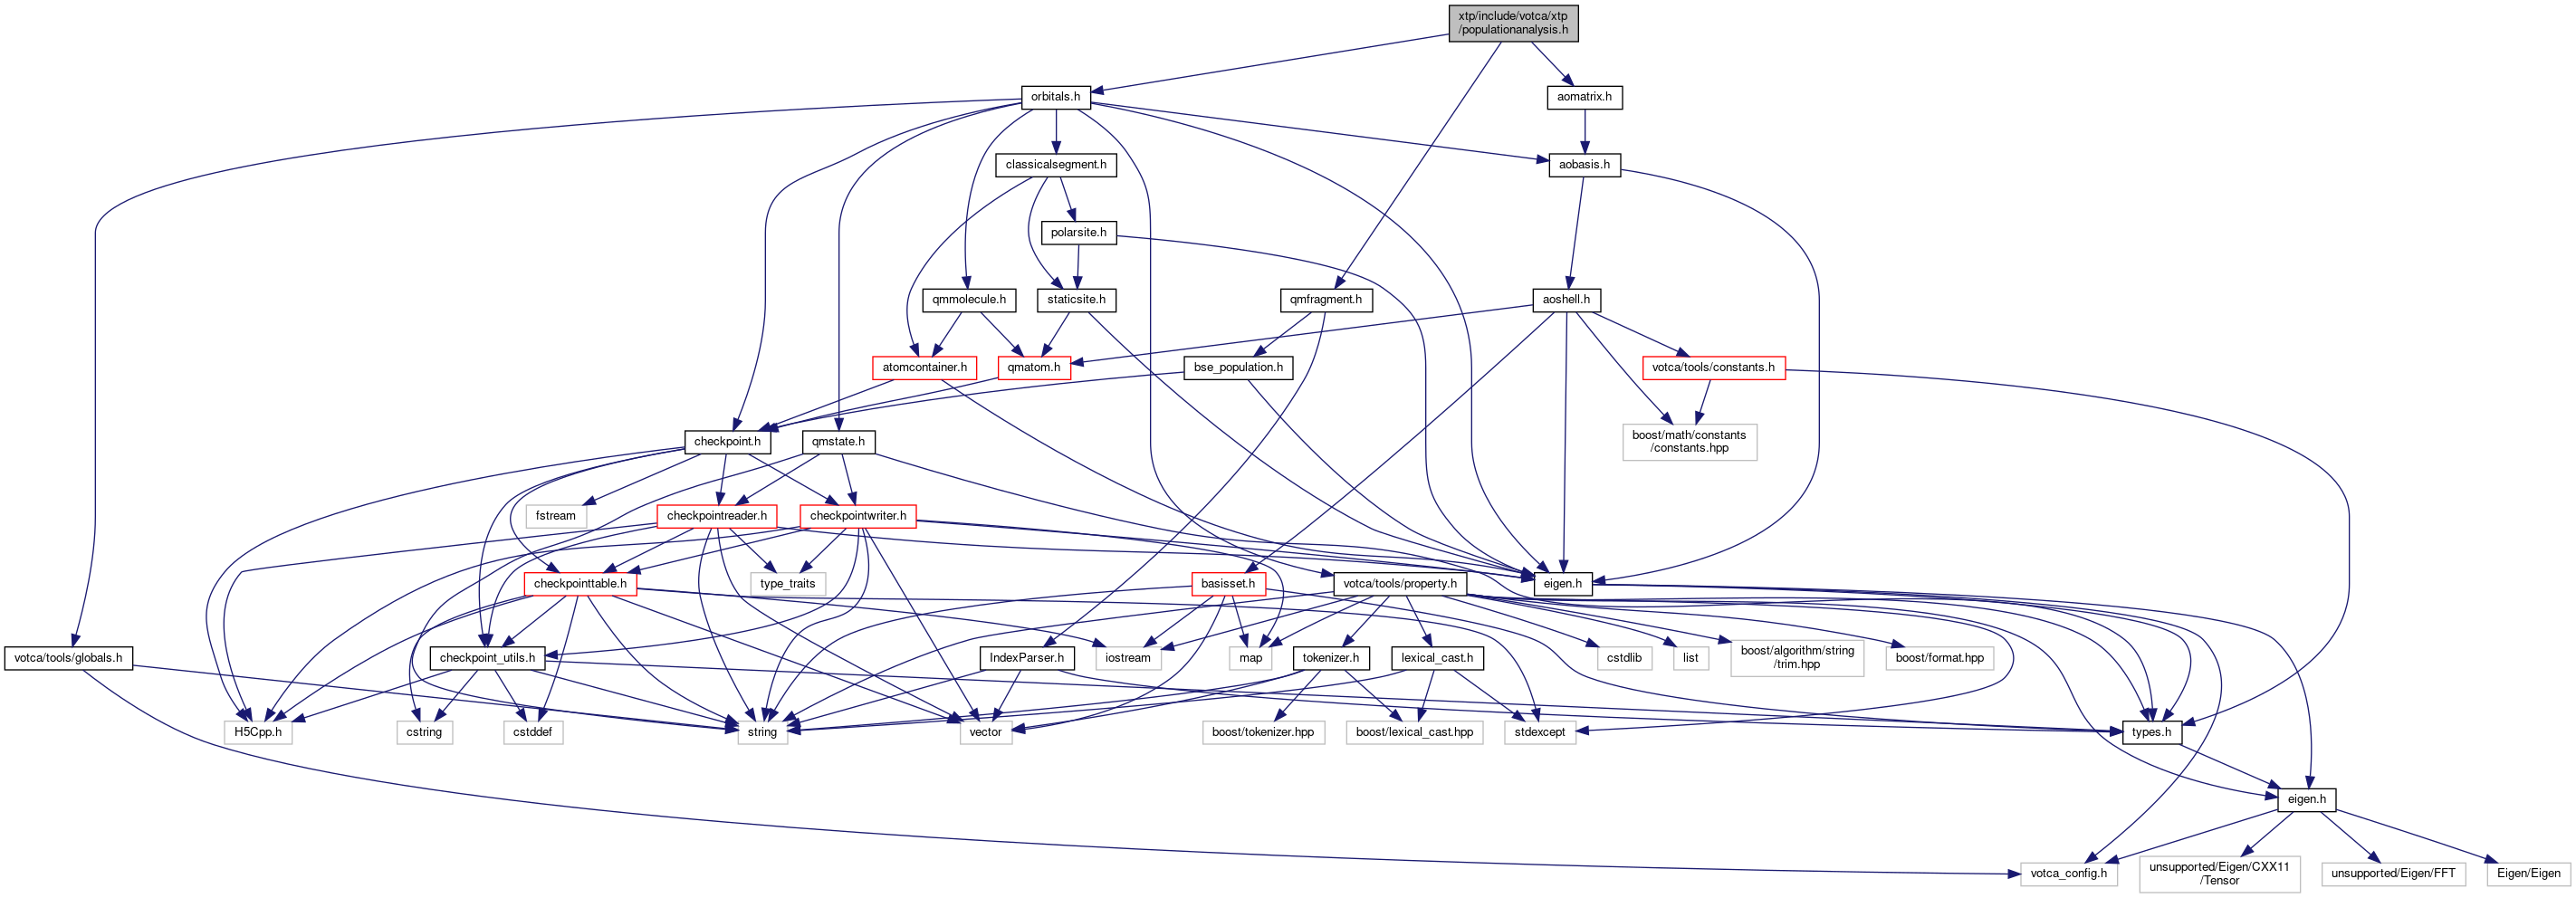 xtp/include/votca/xtp
/populationanalysis.h
orbitals.h
aomatrix.h
classicalsegment.h
aobasis.h
polarsite.h
qmmolecule.h
staticsite.h
qmfragment.h
aoshell.h
atomcontainer.h
qmatom.h
bse_population.h
votca/tools/constants.h
checkpoint.h
qmstate.h
boost/math/constants
/constants.hpp
fstream
checkpointreader.h
checkpointwriter.h
checkpointtable.h
type_traits
basisset.h
votca/tools/property.h
eigen.h
votca/tools/globals.h
checkpoint_utils.h
iostream
IndexParser.h
map
tokenizer.h
lexical_cast.h
cstdlib
list
boost/algorithm/string
/trim.hpp
boost/format.hpp
H5Cpp.h
cstring
cstddef
string
vector
boost/tokenizer.hpp
boost/lexical_cast.hpp
stdexcept
types.h
eigen.h
votca_config.h
unsupported/Eigen/CXX11
/Tensor
unsupported/Eigen/FFT
Eigen/Eigen